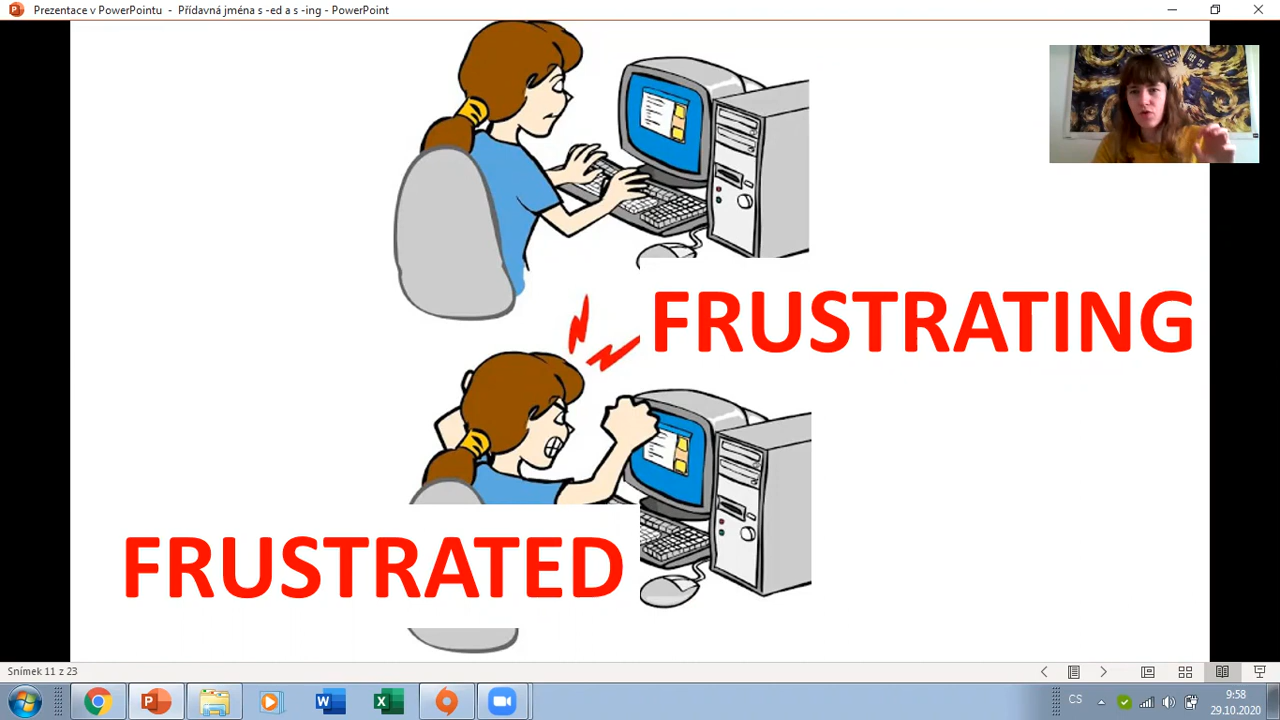 Prezentace v PowerPointu - Přídavná jména s -ed a s -ing - PowerPoint
FRUSTRATING
FRUSTRATED
Snímek 11 z 23
CS
9:58
29.10.2020